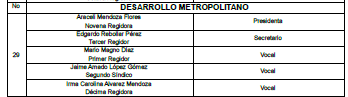 No DESARROLLO METROPOLITANO
29
Araceli Mendoza Flores
Novena Regidora
Presidenta
Edgardo Rebollar Pérez
Tercer Regidor
Secretario
Mario Magno Díaz
Primer Regidor
Vocal
Jaime Amado López Gómez
Segundo Síndico
Vocal
Irma Carolina Alvarez Mendoza
Décima Regidora
Vocal